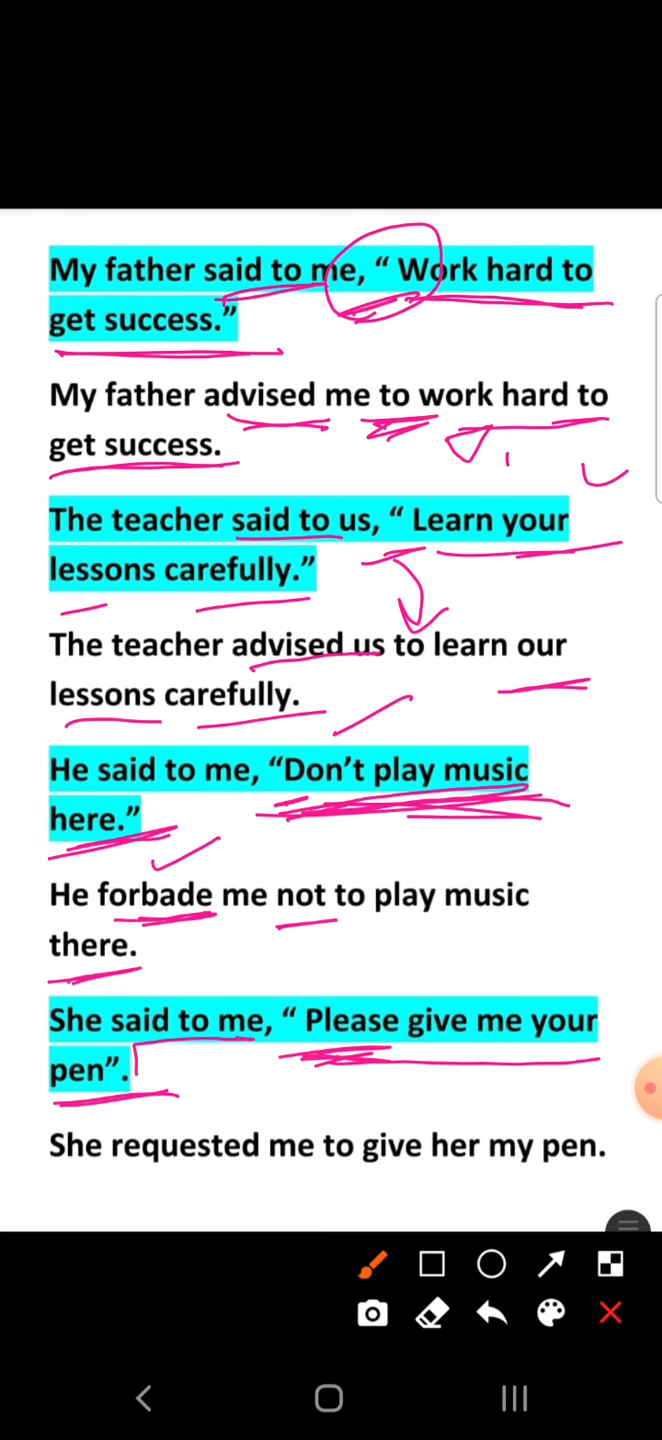 My father said to me, “ Work hard to
get success.”
My father advised me to work hard to
get success.
The teacher said to us, “ Learn your
lessons carefully.”
The teacher advised us to learn our
lessons carefully.
He said to me, “Don’t play music
here.”
He forbade me not to play music
there.
She said to me, “ Please give me your
pen”.
She requested me to give her my pen.